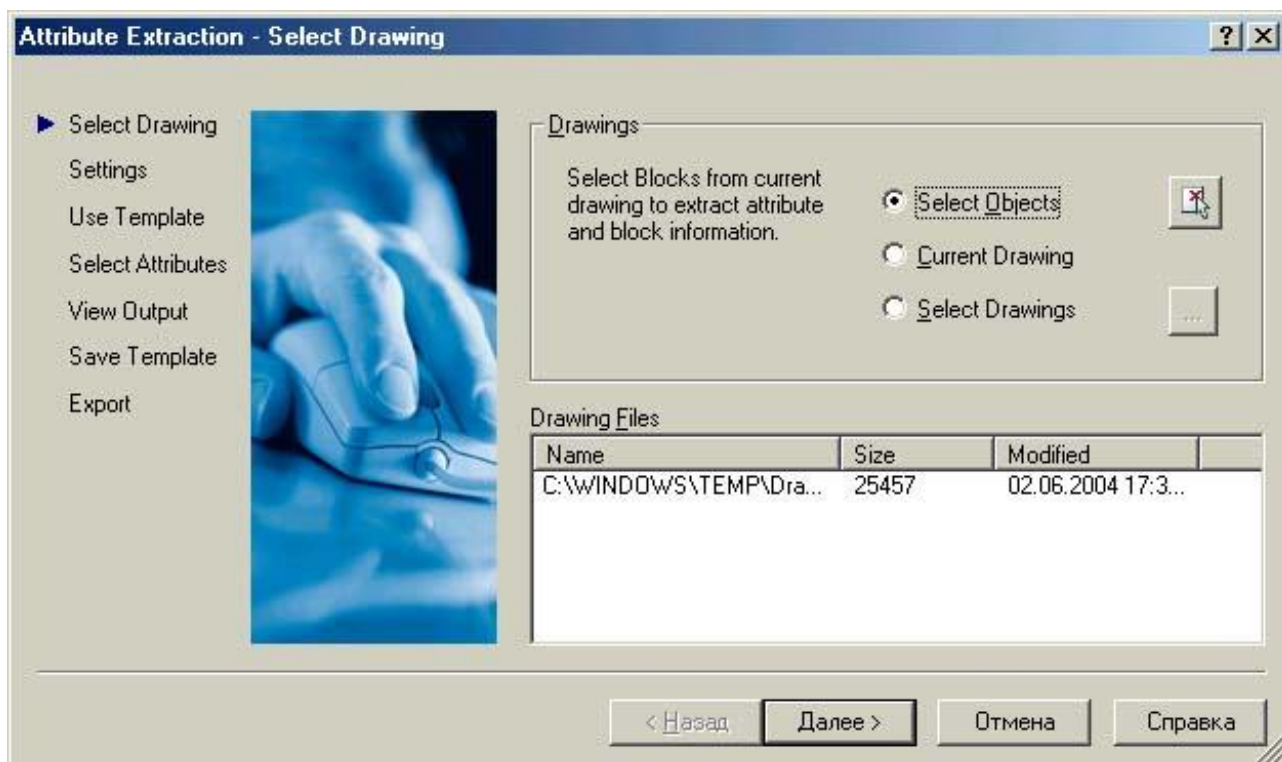 Attribute Extraction - Select Drawing
Select Drawing
Settings
Use Template
Select Attributes
View Output
Save Template
Export
Drawings
Select Blocks from current
drawing to extract attribute
and block information.
Select Objects
Current Drawing
Select Drawings
...
Drawing Files
Name Size Modified
C:\WINDOWS\TEMP\Dra... 25457 02.06.2004 17:3...
< Назад Далее > Отмена Справка